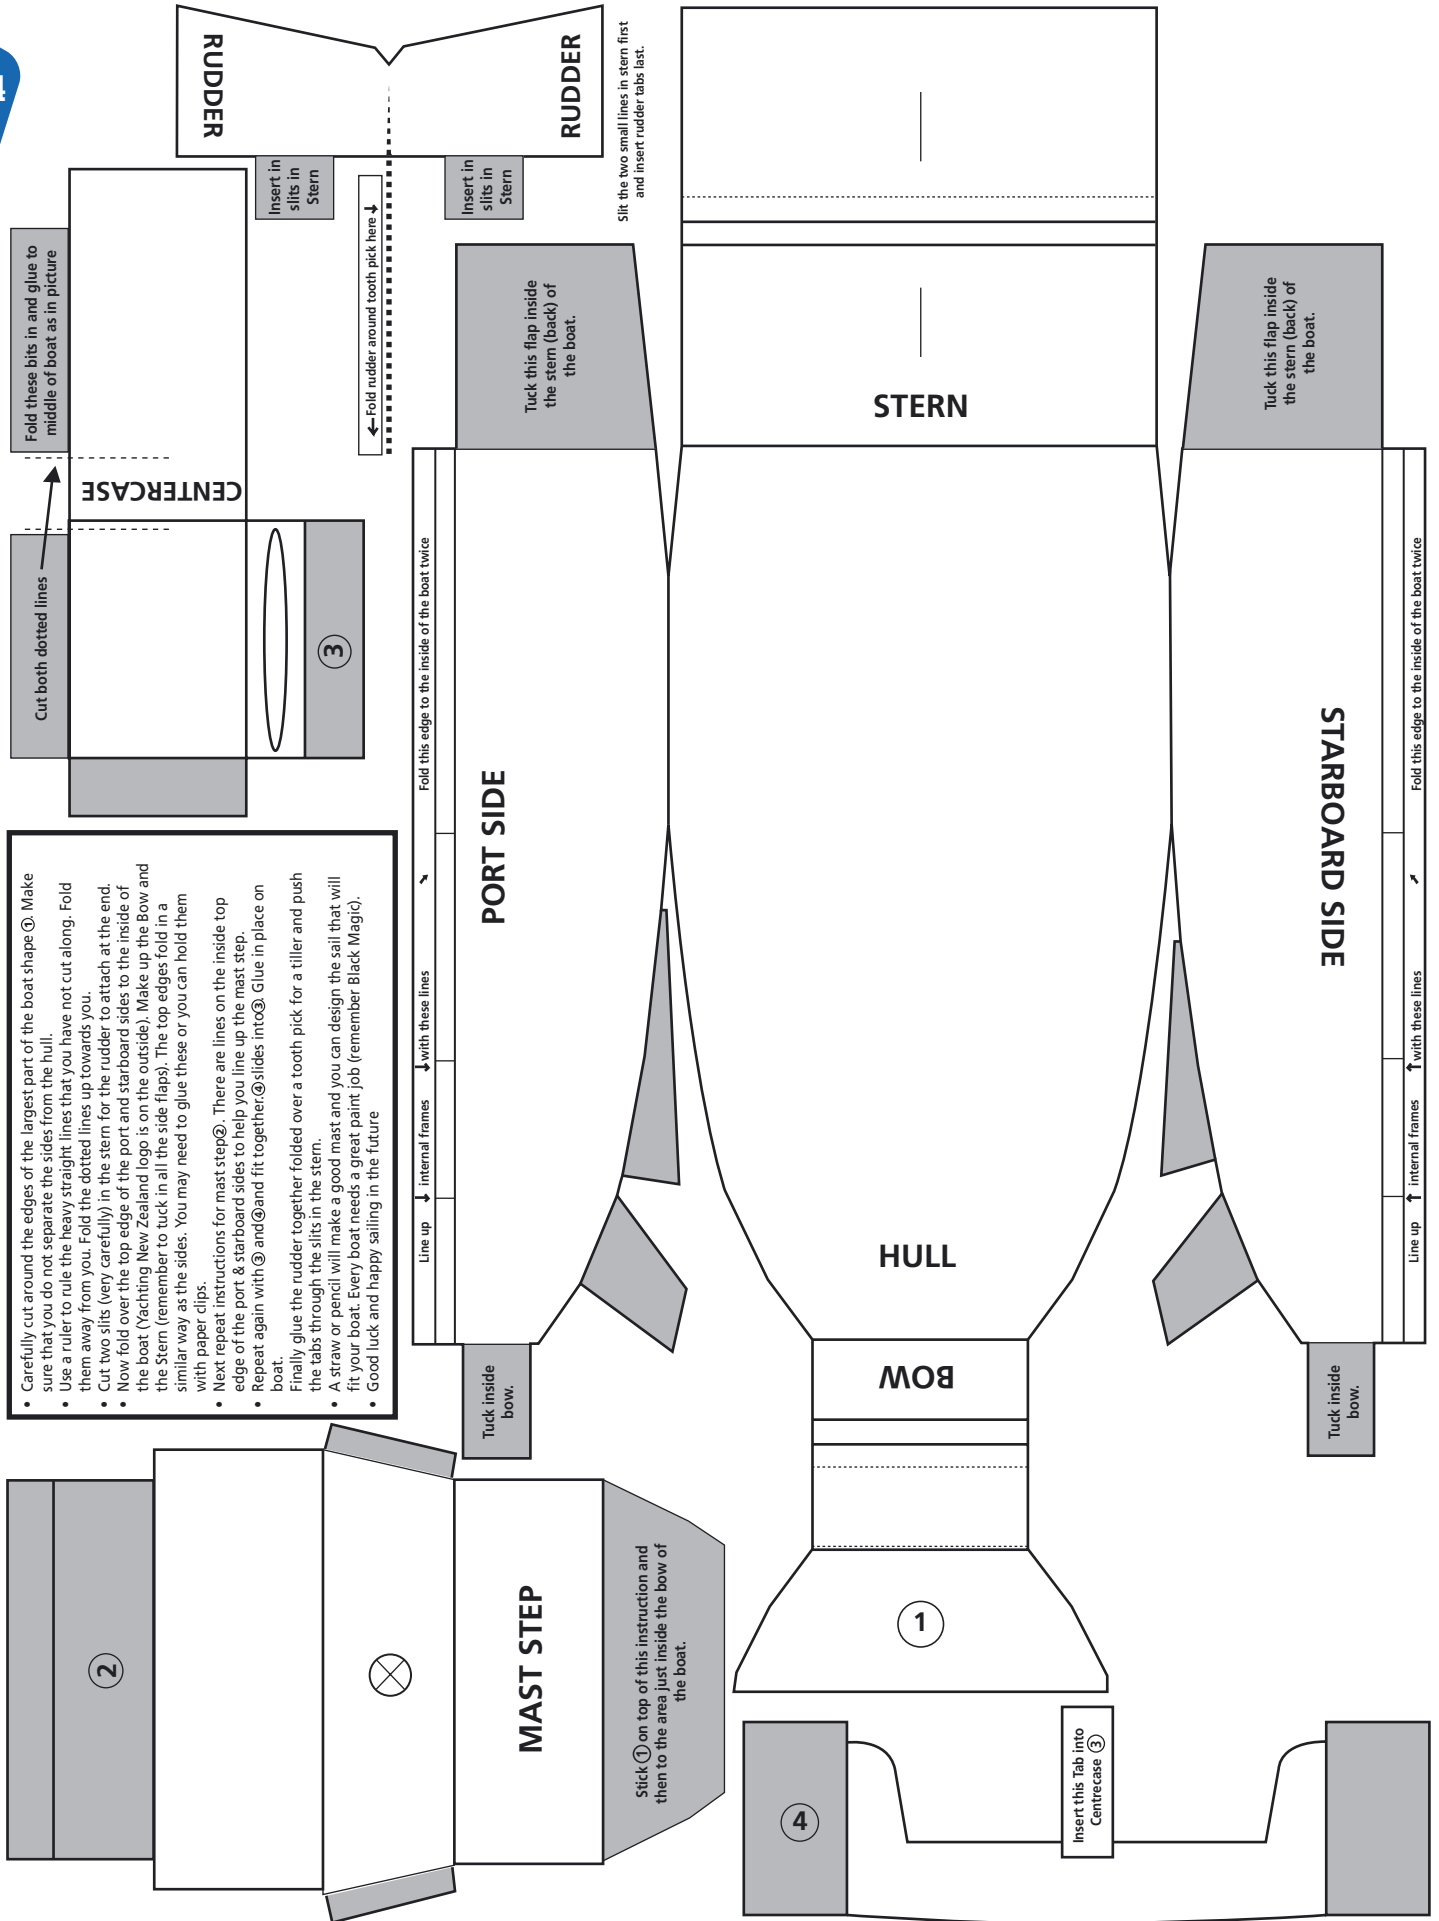 4
RUDDER
RUDDER
Insert in
slits in
Stern
Insert in
slits in
Stern
Slit the two small lines in stern first
and insert rudder tabs last.
Fold rudder around tooth pick here
Fold these bits in and glue to
middle of boat as in picture
Cut both dotted lines
CENTERCASE
3
Tuck this flap inside
the stern (back) of
the boat.
STERN
Tuck this flap inside
the stern (back) of
the boat.
Line up internal frames with these lines Fold this edge to the inside of the boat twice
PORT SIDE
HULL
STARBOARD SIDE
Line up internal frames with these lines Fold this edge to the inside of the boat twice
• Carefully cut around the edges of the largest part of the boat shape ①. Make
sure that you do not separate the sides from the hull.
• Use a ruler to rule the heavy straight lines that you have not cut along. Fold
them away from you. Fold the dotted lines up towards you.
• Cut two slits (very carefully) in the stern for the rudder to attach at the end.
• Now fold over the top edge of the port and starboard sides to the inside of
the boat (Yachting New Zealand logo is on the outside). Make up the Bow and
the Stern (remember to tuck in all the side flaps). The top edges fold in a
similar way as the sides. You may need to glue these or you can hold them
with paper clips.
• Next repeat instructions for mast step②. There are lines on the inside top
edge of the port & starboard sides to help you line up the mast step.
• Repeat again with③ and④and fit together.④slides into③. Glue in place on
boat.
Finally glue the rudder together folded over a tooth pick for a tiller and push
the tabs through the slits in the stern.
• A straw or pencil will make a good mast and you can design the sail that will
fit your boat. Every boat needs a great paint job (remember Black Magic).
• Good luck and happy sailing in the future
Tuck inside
bow.
BOW
Tuck inside
bow.
2
MAST STEP
Stick ① on top of this instruction and
then to the area just inside the bow of
the boat.
1
4
Insert this Tab into
Centrecase ③